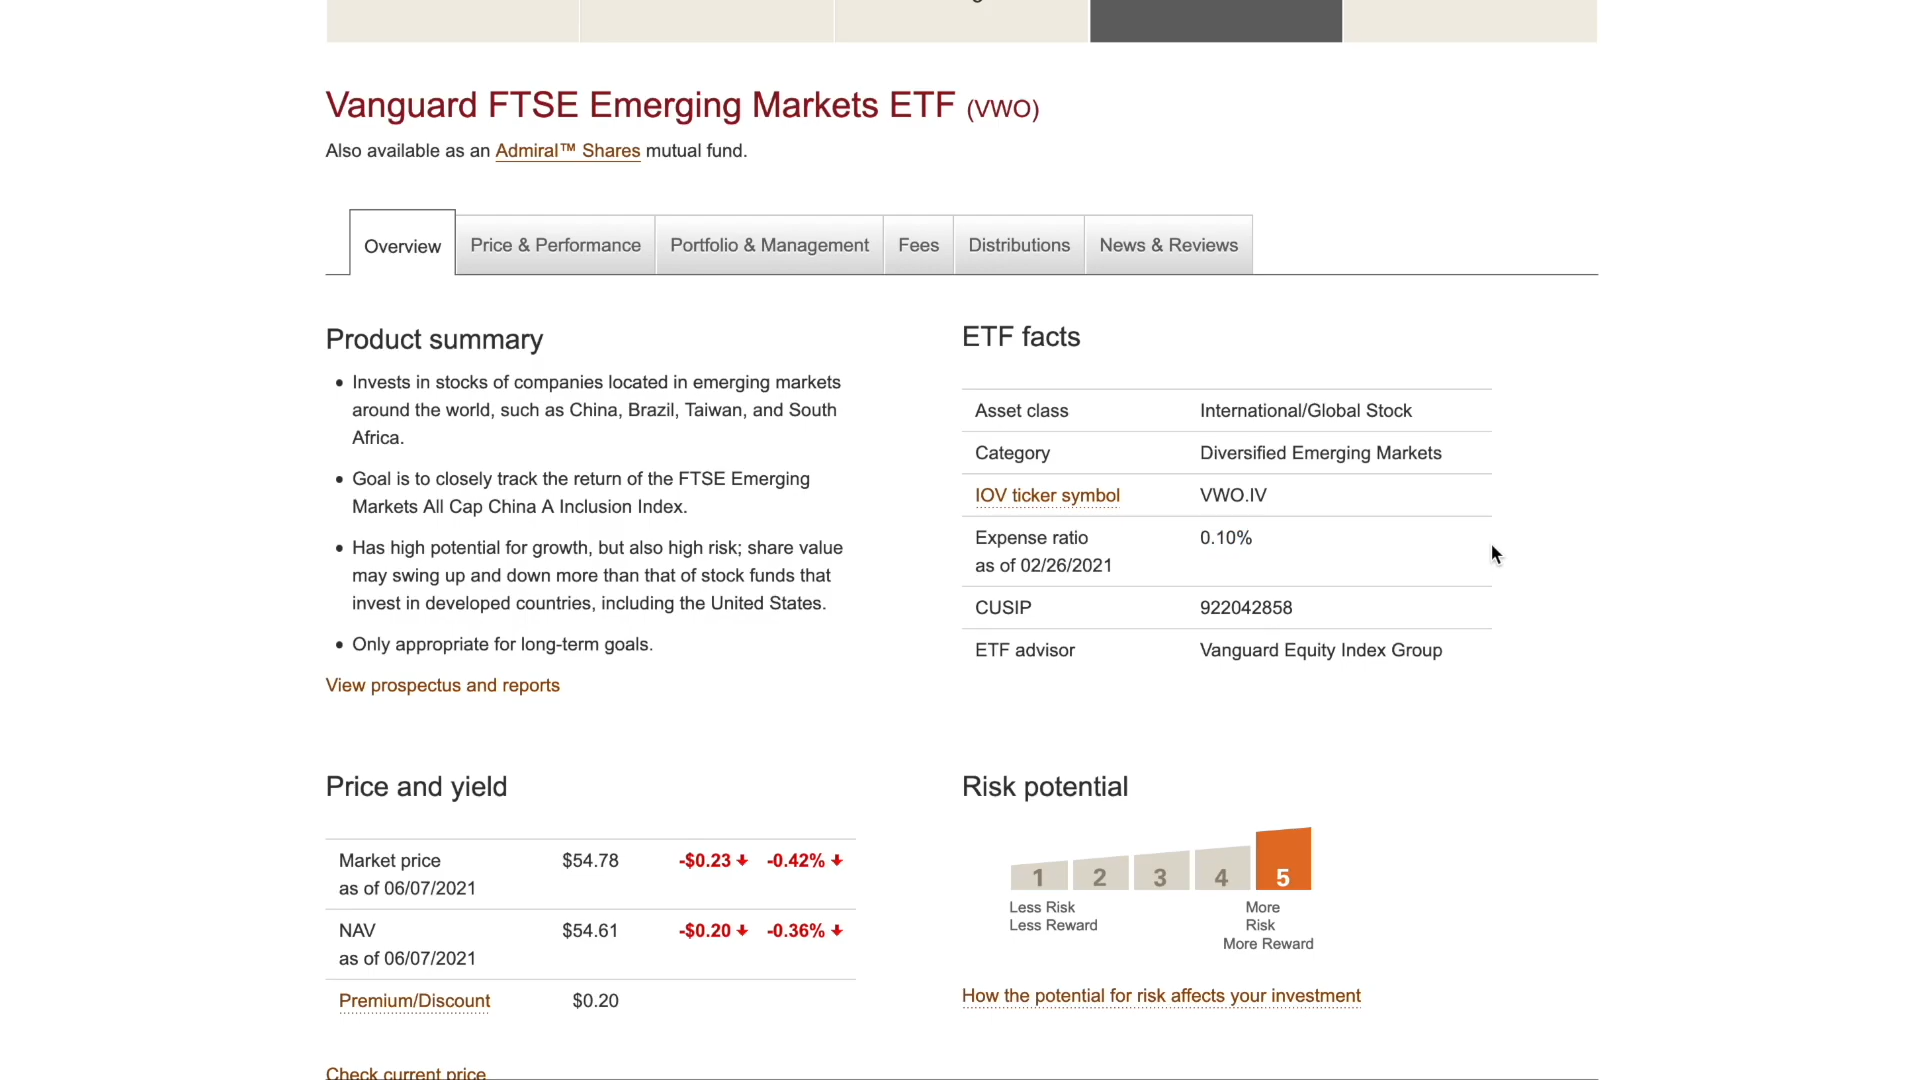 Vanguard FTSE Emerging Markets ETF (VWO)
Also available as an Admiral™ Shares mutual fund.
Overview
Price & Performance
Portfolio & Management
Fees
Distributions
News & Reviews
Product summary
• Invests in stocks of companies located in emerging markets
around the world, such as China, Brazil, Taiwan, and South
Africa.
• Goal is to closely track the return of the FTSE Emerging
Markets All Cap China A Inclusion Index.
• Has high potential for growth, but also high risk; share value
may swing up and down more than that of stock funds that
invest in developed countries, including the United States.
• Only appropriate for long-term goals.
View prospectus and reports
ETF facts
Asset class International/Global Stock
Category Diversified Emerging Markets
IOV ticker symbol VWO.IV
Expense ratio 0.10%
as of 02/26/2021
CUSIP 922042858
ETF advisor Vanguard Equity Index Group
Price and yield
Market price $54.78 -$0.23 -0.42%
as of 06/07/2021
NAV $54.61 -$0.20 -0.36%
as of 06/07/2021
Premium/Discount $0.20
Check current price
Risk potential
1 2 3 4 5
Less Risk
Less Reward
More
Risk
More Reward
How the potential for risk affects your investment